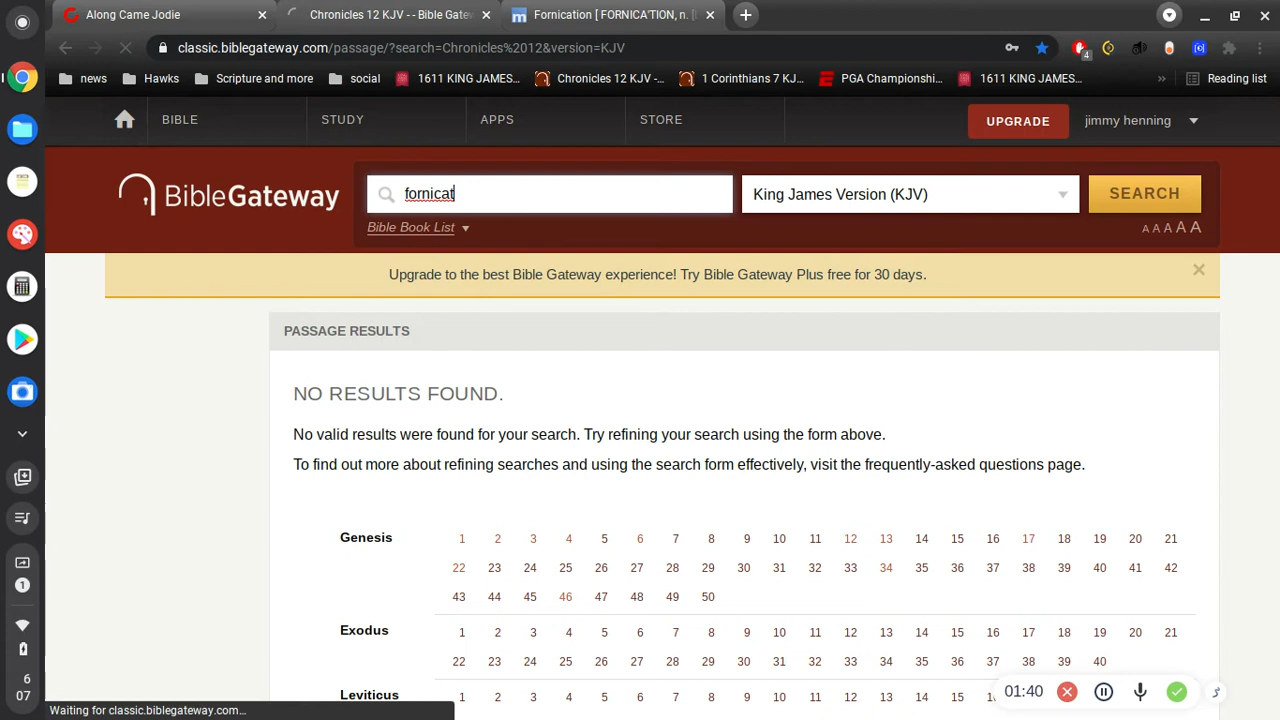 Along Came Jodie
Chronicles 12 KJV - - Bible Gatew
Fornication [ FORNICA'TION, n. [L
classic.biblegateway.com/passage/?search=Chronicles%2012&version=KJV
4
news
Hawks
Scripture and more
social
1611 KING JAMES...
Chronicles 12 KJV -...
1 Corinthians 7 KJ...
PGA Championshi...
1611 KING JAMES...
»
Reading list
BIBLE
STUDY
APPS
STORE
UPGRADE
jimmy henning
BibleGateway
fornicat
King James Version (KJV)
SEARCH
Bible Book List
A A A A A
Upgrade to the best Bible Gateway experience! Try Bible Gateway Plus free for 30 days.
PASSAGE RESULTS
NO RESULTS FOUND.
No valid results were found for your search. Try refining your search using the form above.
To find out more about refining searches and using the search form effectively, visit the frequently-asked questions page.
Genesis 1 2 3 4 5 6 7 8 9 10 11 12 13 14 15 16 17 18 19 20 21
22 23 24 25 26 27 28 29 30 31 32 33 34 35 36 37 38 39 40 41 42
43 44 45 46 47 48 49 50
Exodus 1 2 3 4 5 6 7 8 9 10 11 12 13 14 15 16 17 18 19 20 21
22 23 24 25 26 27 28 29 30 31 32 33 34 35 36 37 38 39 40
Leviticus 1 2 3 4 5 6 7 8 9 10 11 12 13 14 15
01:40
1
6
07
Waiting for classic.biblegateway.com...